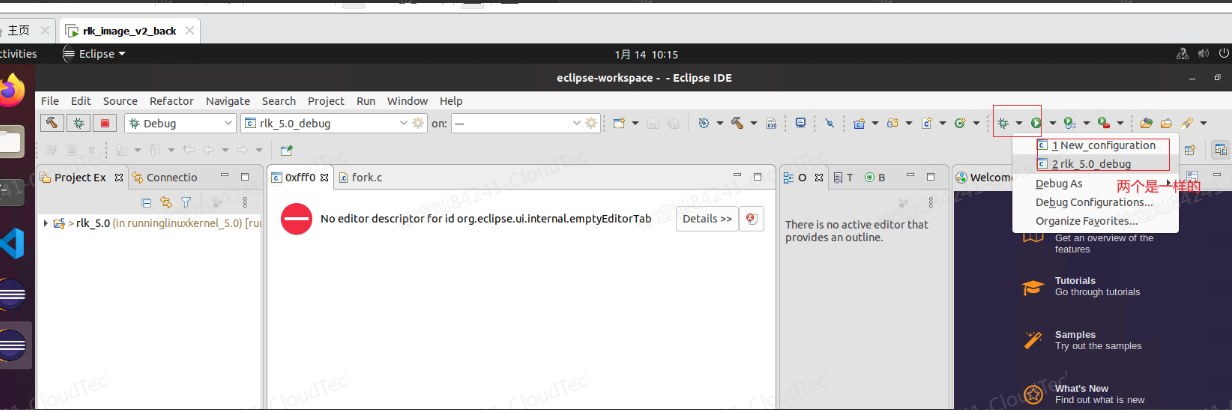 主页
rlk_image_v2_back
ctivities
Eclipse
1月 14 10:15
eclipse-workspace - - Eclipse IDE
File Edit Source Refactor Navigate Search Project Run Window Help
Debug
rlk_5.0_debug
on: —
1 New_configuration
2 rlk_5.0_debug
两个是一样的
Debug As
Debug Configurations...
Organize Favorites...
Project Ex
Connectio
0xfff0
fork.c
O
T
B
Welcom
rlk_5.0 (in runninglinuxkernel_5.0) [ru
No editor descriptor for id org.eclipse.ui.internal.emptyEditorTab
Details >>
There is no active editor that
provides an outline.
Get an overview of the
features
Tutorials
Go through tutorials
Samples
Try out the samples
What's New
Find out what is new